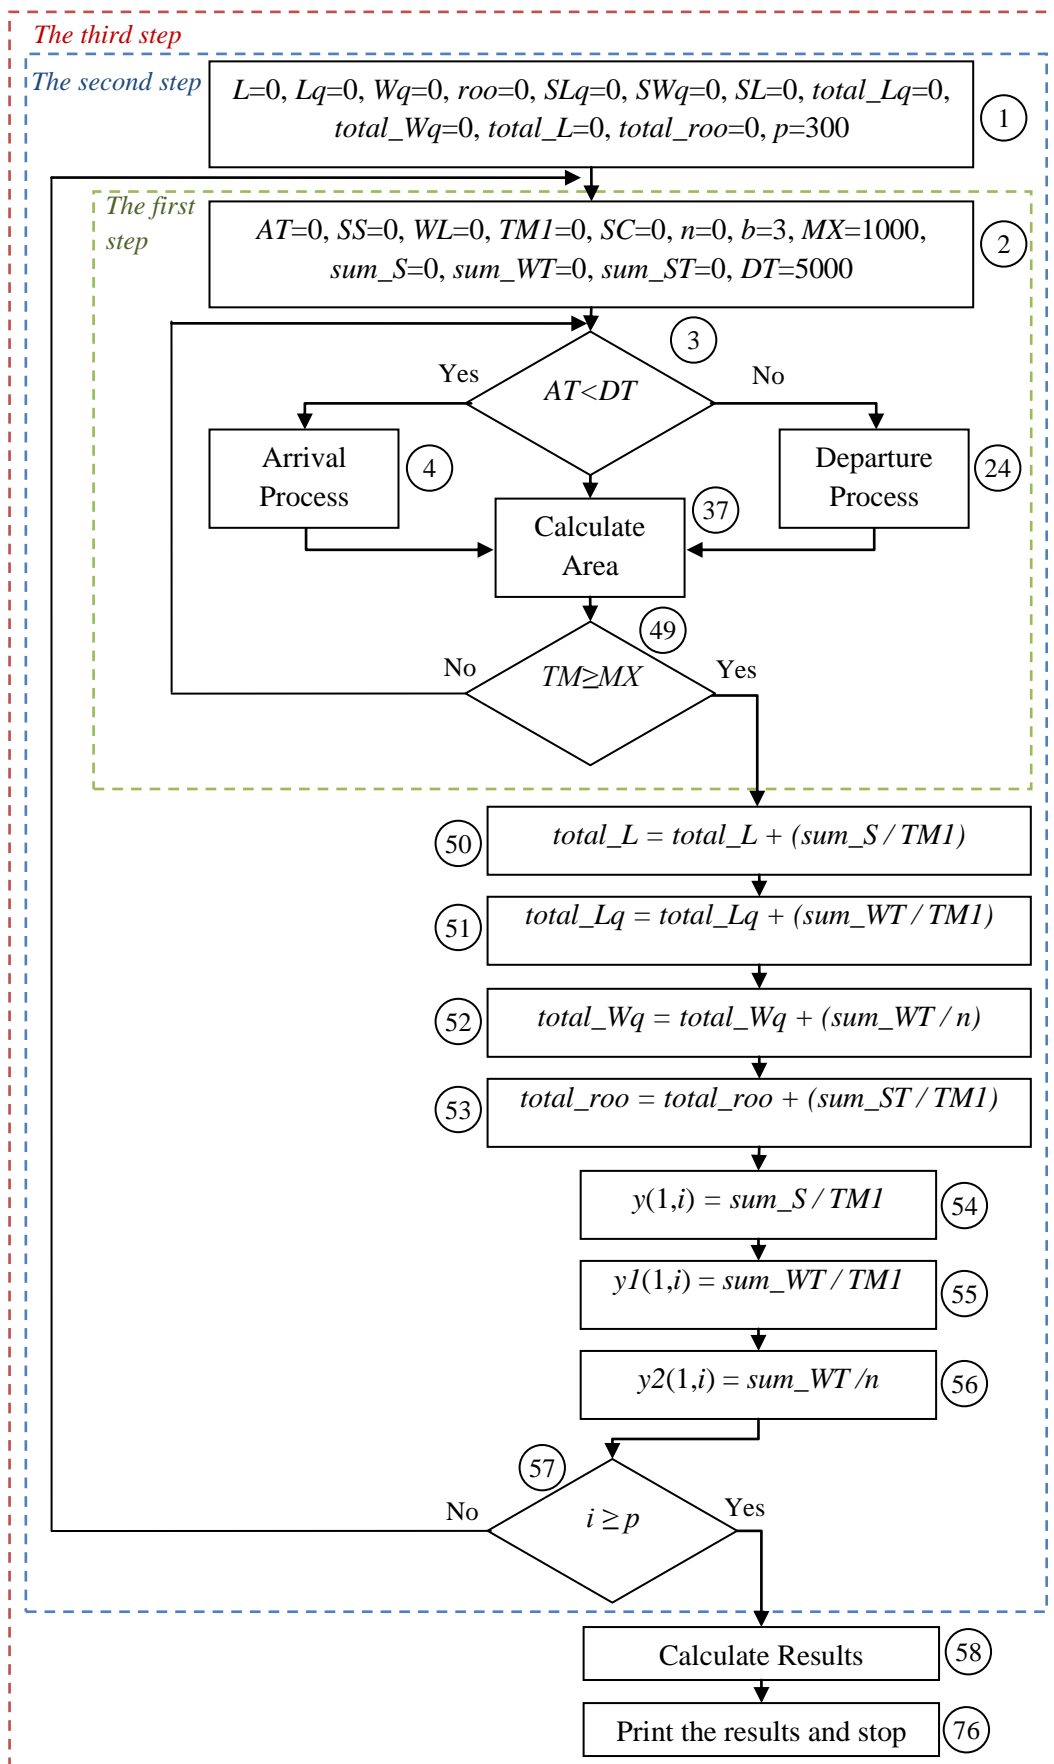 The third step
The second step
L=0, Lq=0, Wq=0, roo=0, SLq=0, SWq=0, SL=0, total_Lq=0,
total_Wq=0, total_L=0, total_roo=0, p=300
1
The first
step
AT=0, SS=0, WL=0, TM1=0, SC=0, n=0, b=3, MX=1000,
sum_S=0, sum_WT=0, sum_ST=0, DT=5000
2
3
Yes
AT<DT
No
Arrival
Process
4
Departure
Process
24
Calculate
Area
37
49
No
TM≥MX
Yes
50
total_L = total_L + (sum_S / TM1)
51
total_Lq = total_Lq + (sum_WT / TM1)
52
total_Wq = total_Wq + (sum_WT / n)
53
total_roo = total_roo + (sum_ST / TM1)
y(1,i) = sum_S / TM1
54
y1(1,i) = sum_WT / TM1
55
y2(1,i) = sum_WT /n
56
57
No
i ≥ p
Yes
Calculate Results
58
Print the results and stop
76